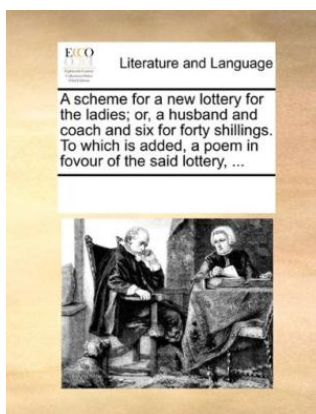 ECCO
Literature and Language
A scheme for a new lottery for
the ladies; or, a husband and
coach and six for forty shillings.
To which is added, a poem in
fovour of the said lottery, ...